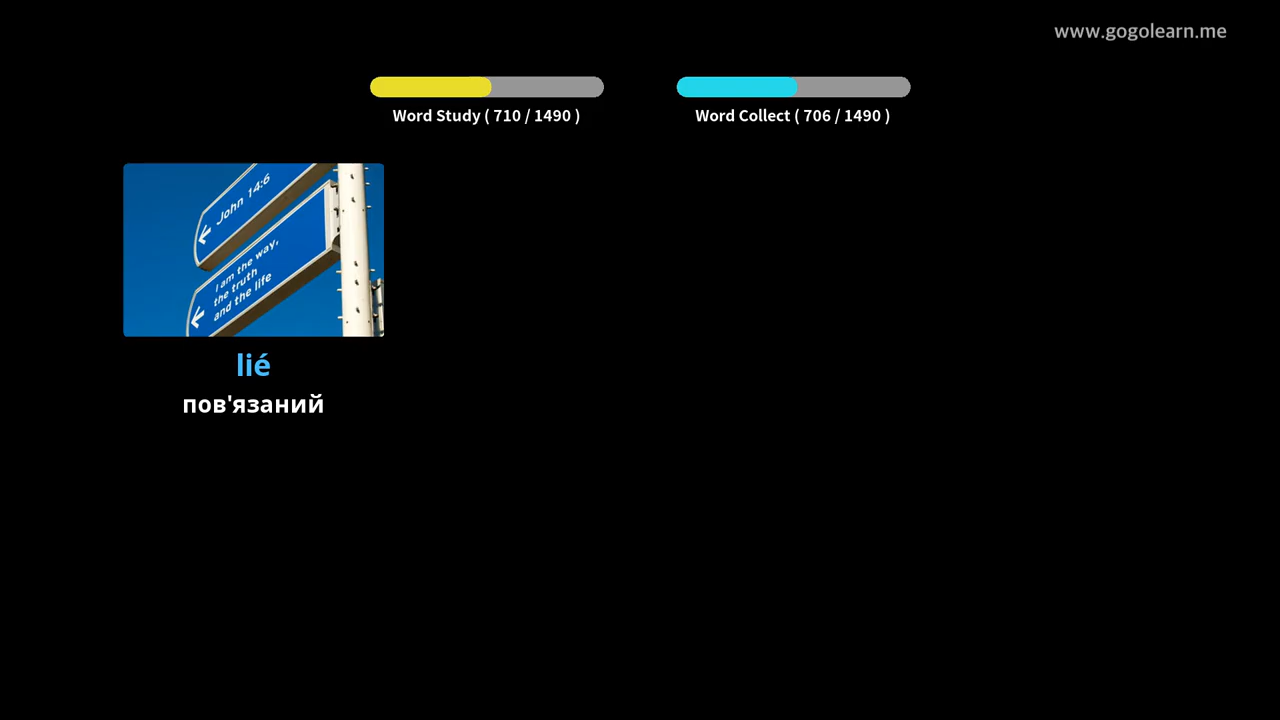 www.gogolearn.me
Word Study ( 710 / 1490 )
Word Collect ( 706 / 1490 )
John 14:6
I am the way,
the truth
and the life
lié
пов'язаний